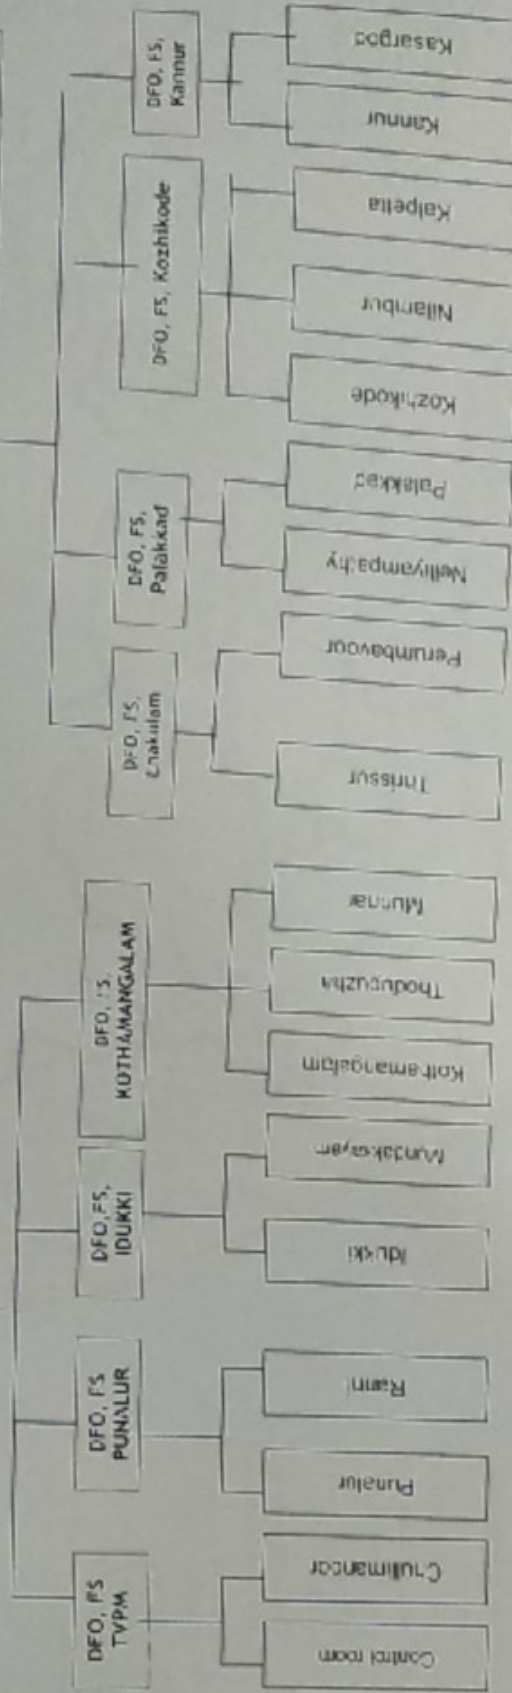 DFO, FS
TVPM
DFO, FS
PUNALUR
DFO,FS,
IDUKKI
DFO, FS,
KOTHAMANGALAM
DFO, FS,
Enakulam
DFO, FS,
Palakkad
DFO, FS, Kozhikode
DFO, FS,
Kannur
Control room
Chullimanoor
Punalur
Ranni
Idukki
Mundakayam
Kothamangalam
Thodupuzha
Munnar
Thrissur
Perumbavour
Nelliyampathy
Palakkad
Kozhikode
Nilambur
Kalpetta
Kannur
Kasargod